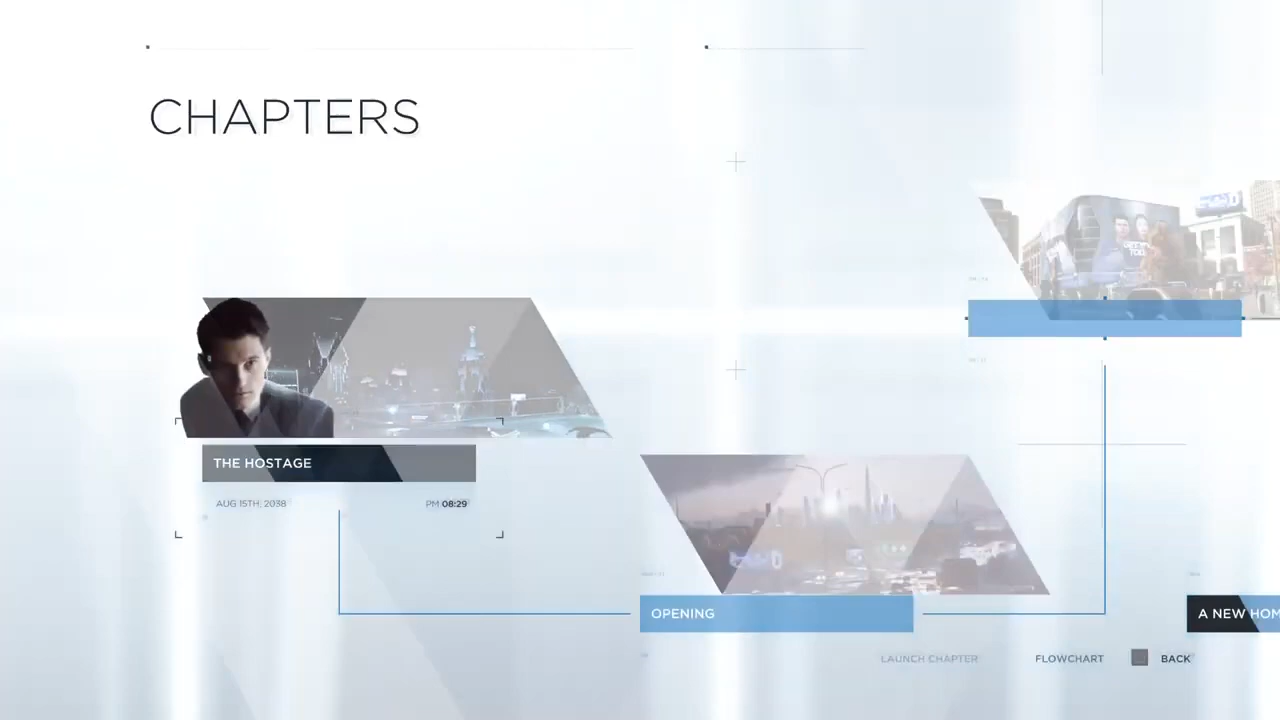 CHAPTERS
THE HOSTAGE
AUG 15TH, 2038
PM 08:29
OPENING
A NEW HOM
LAUNCH CHAPTER
FLOWCHART
BACK